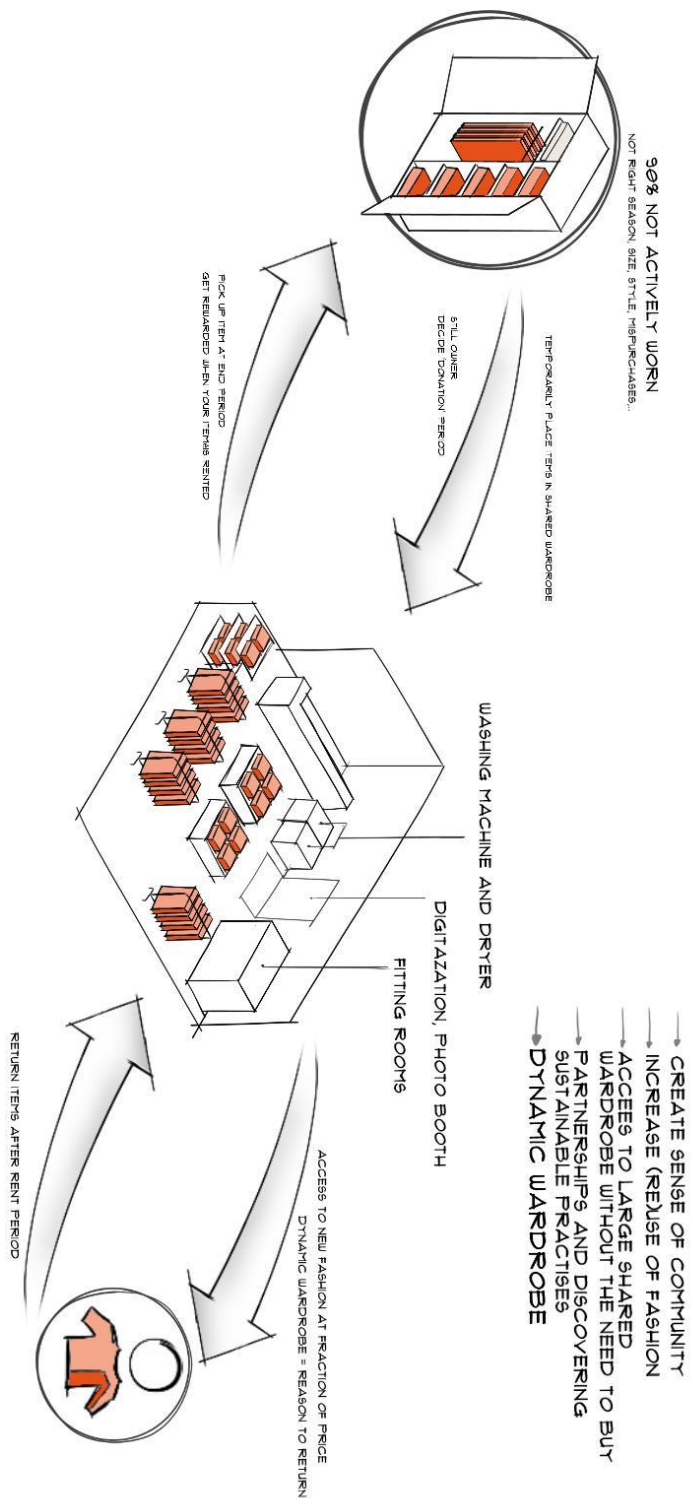 90% NOT ACTIVELY WORN
NOT RIGHT SEASON, SIZE, STYLE, MISPURCHASES,..
TEMPORARILY PLACE ITEMS IN SHARED WARDROBE
STILL OWNER
DECIDE 'DONATION' PERIOD
PICK UP ITEM AT END PERIOD
GET REWARDED WHEN YOUR ITEM IS RENTED
WASHING MACHINE AND DRYER
DIGITAZATION, PHOTO BOOTH
FITTING ROOMS
CREATE SENSE OF COMMUNITY
INCREASE (RE)USE OF FASHION
ACCEES TO LARGE SHARED
WARDROBE WITHOUT THE NEED TO BUY
PARTNERSHIPS AND DISCOVERING
SUSTAINABLE PRACTISES
DYNAMIC WARDROBE
ACCESS TO NEW FASHION AT FRACTION OF PRICE
DYNAMIC WARDROBE = REASON TO RETURN
RETURN ITEMS AFTER RENT PERIOD